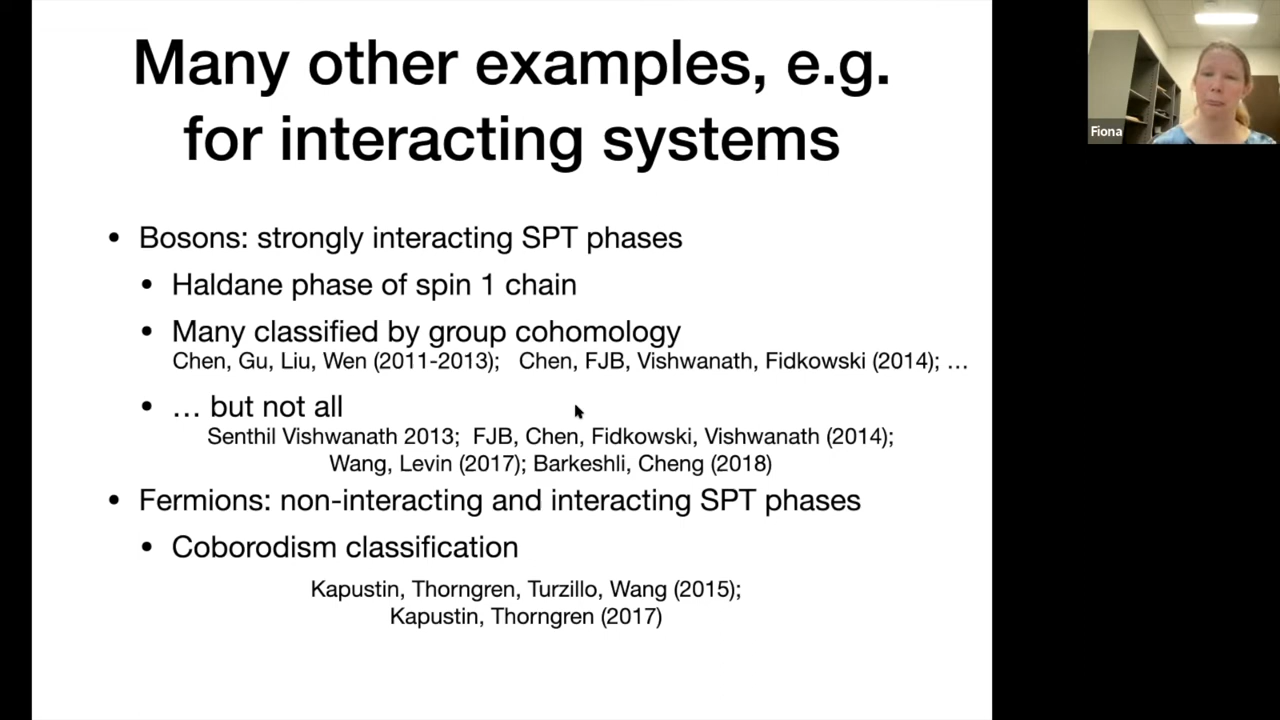 Many other examples, e.g.
for interacting systems
• Bosons: strongly interacting SPT phases
• Haldane phase of spin 1 chain
• Many classified by group cohomology
Chen, Gu, Liu, Wen (2011-2013); Chen, FJB, Vishwanath, Fidkowski (2014); …
• … but not all
Senthil Vishwanath 2013; FJB, Chen, Fidkowski, Vishwanath (2014);
Wang, Levin (2017); Barkeshli, Cheng (2018)
• Fermions: non-interacting and interacting SPT phases
• Coborodism classification
Kapustin, Thorngren, Turzillo, Wang (2015);
Kapustin, Thorngren (2017)
Fiona